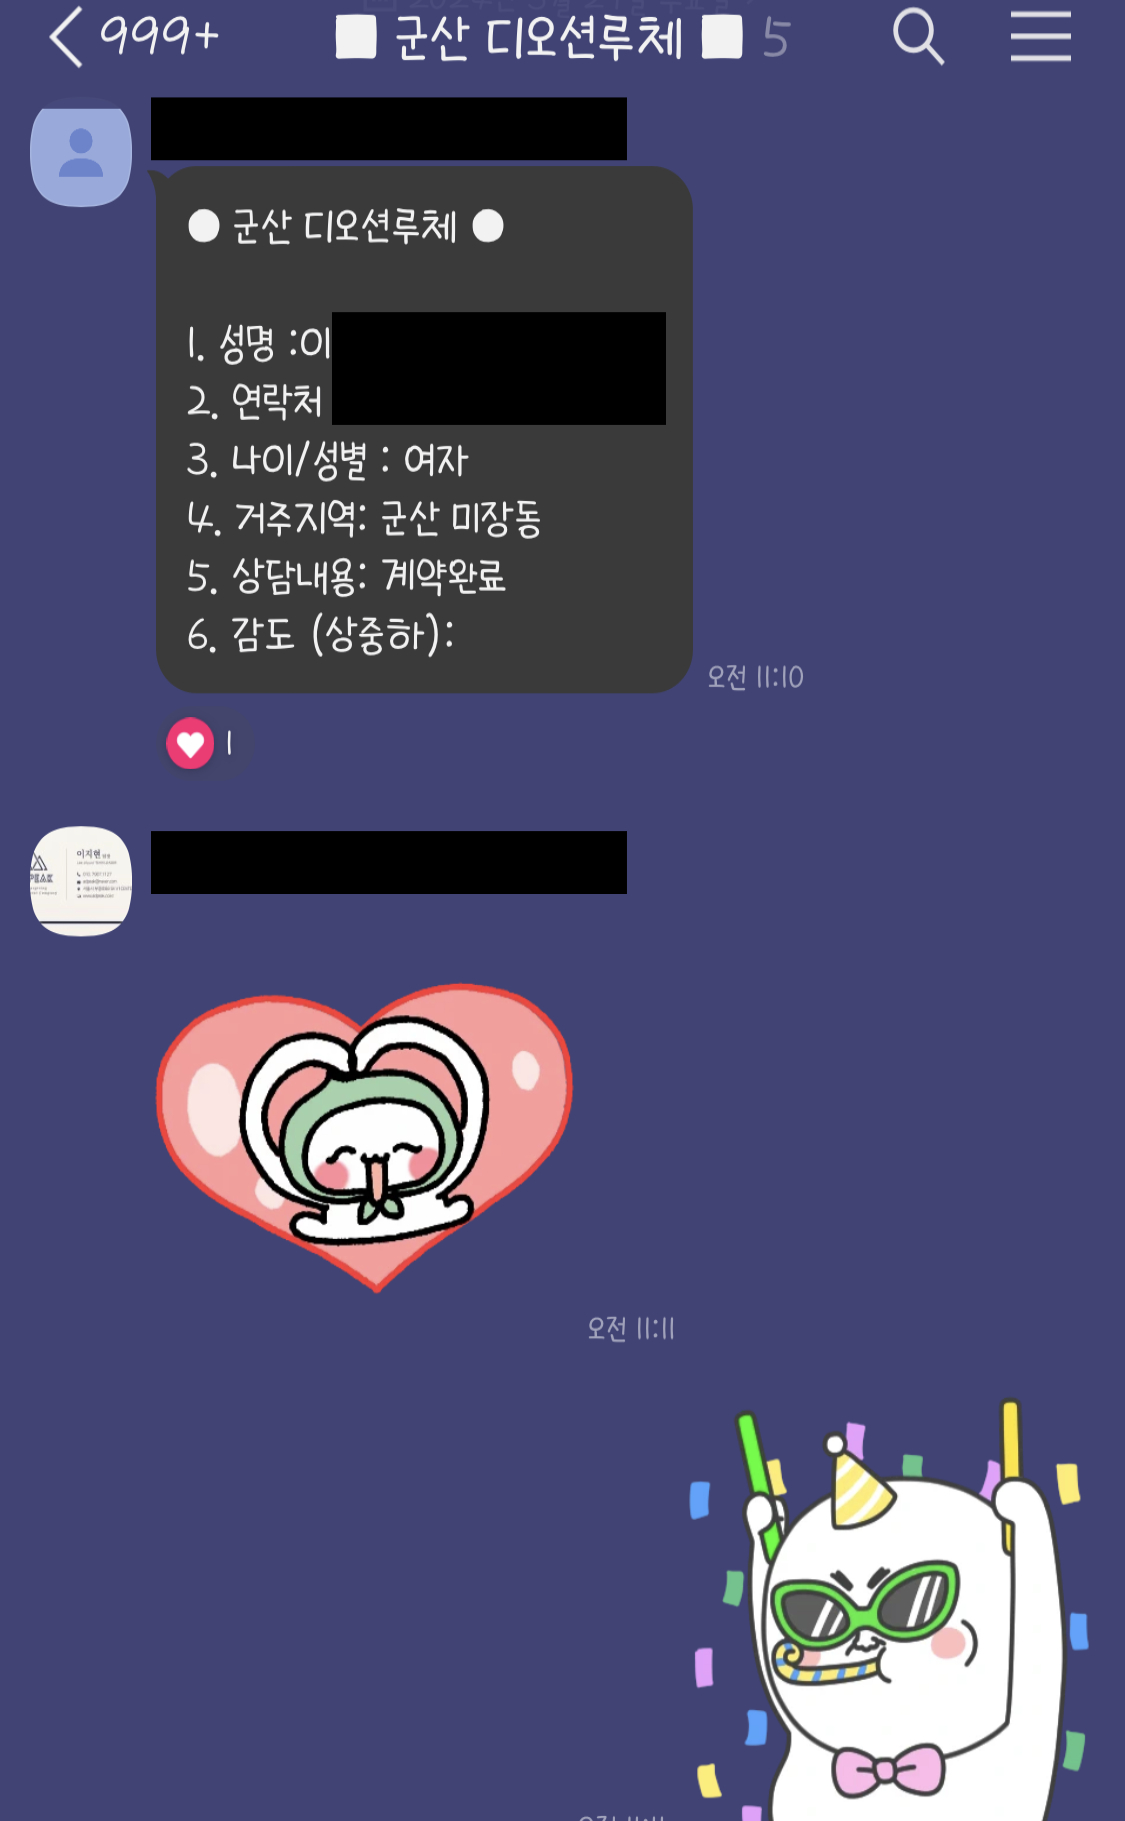 999+
군산 디오션루체
5
● 군산 디오션루체 ●
1. 성명 :이
2. 연락처
3. 나이/성별 : 여자
4. 거주지역: 군산 미장동
5. 상담내용: 계약완료
6. 감도 (상중하):
오전 11:10
1
이지현
오전 11:11